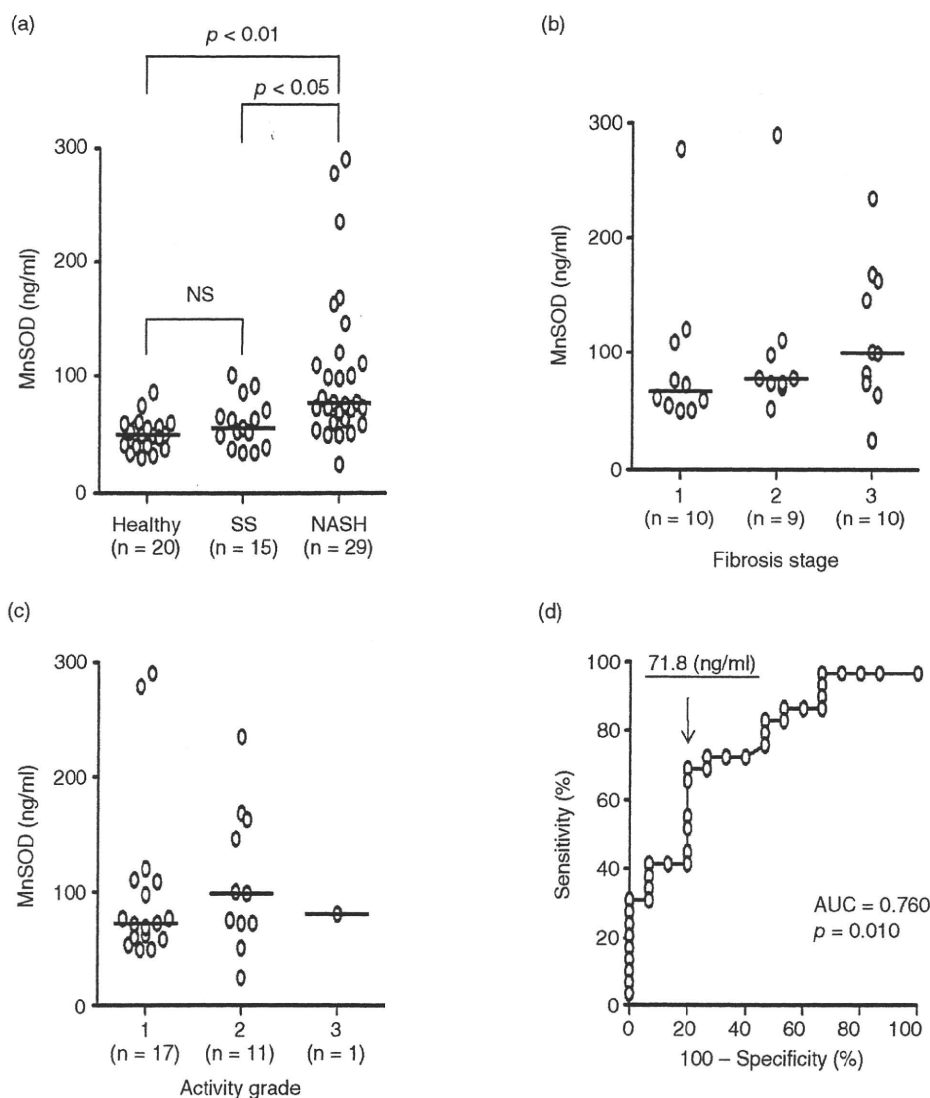 (a)
p < 0.01
p < 0.05
NS
MnSOD (ng/ml)
300
200
100
0
Healthy SS NASH
(n = 20) (n = 15) (n = 29)
(b)
MnSOD (ng/ml)
300
200
100
0
1 2 3
(n = 10) (n = 9) (n = 10)
Fibrosis stage
(c)
MnSOD (ng/ml)
300
200
100
0
1 2 3
(n = 17) (n = 11) (n = 1)
Activity grade
(d)
71.8 (ng/ml)
Sensitivity (%)
100
80
60
40
20
0
AUC = 0.760
p = 0.010
0 20 40 60 80 100
100 – Specificity (%)